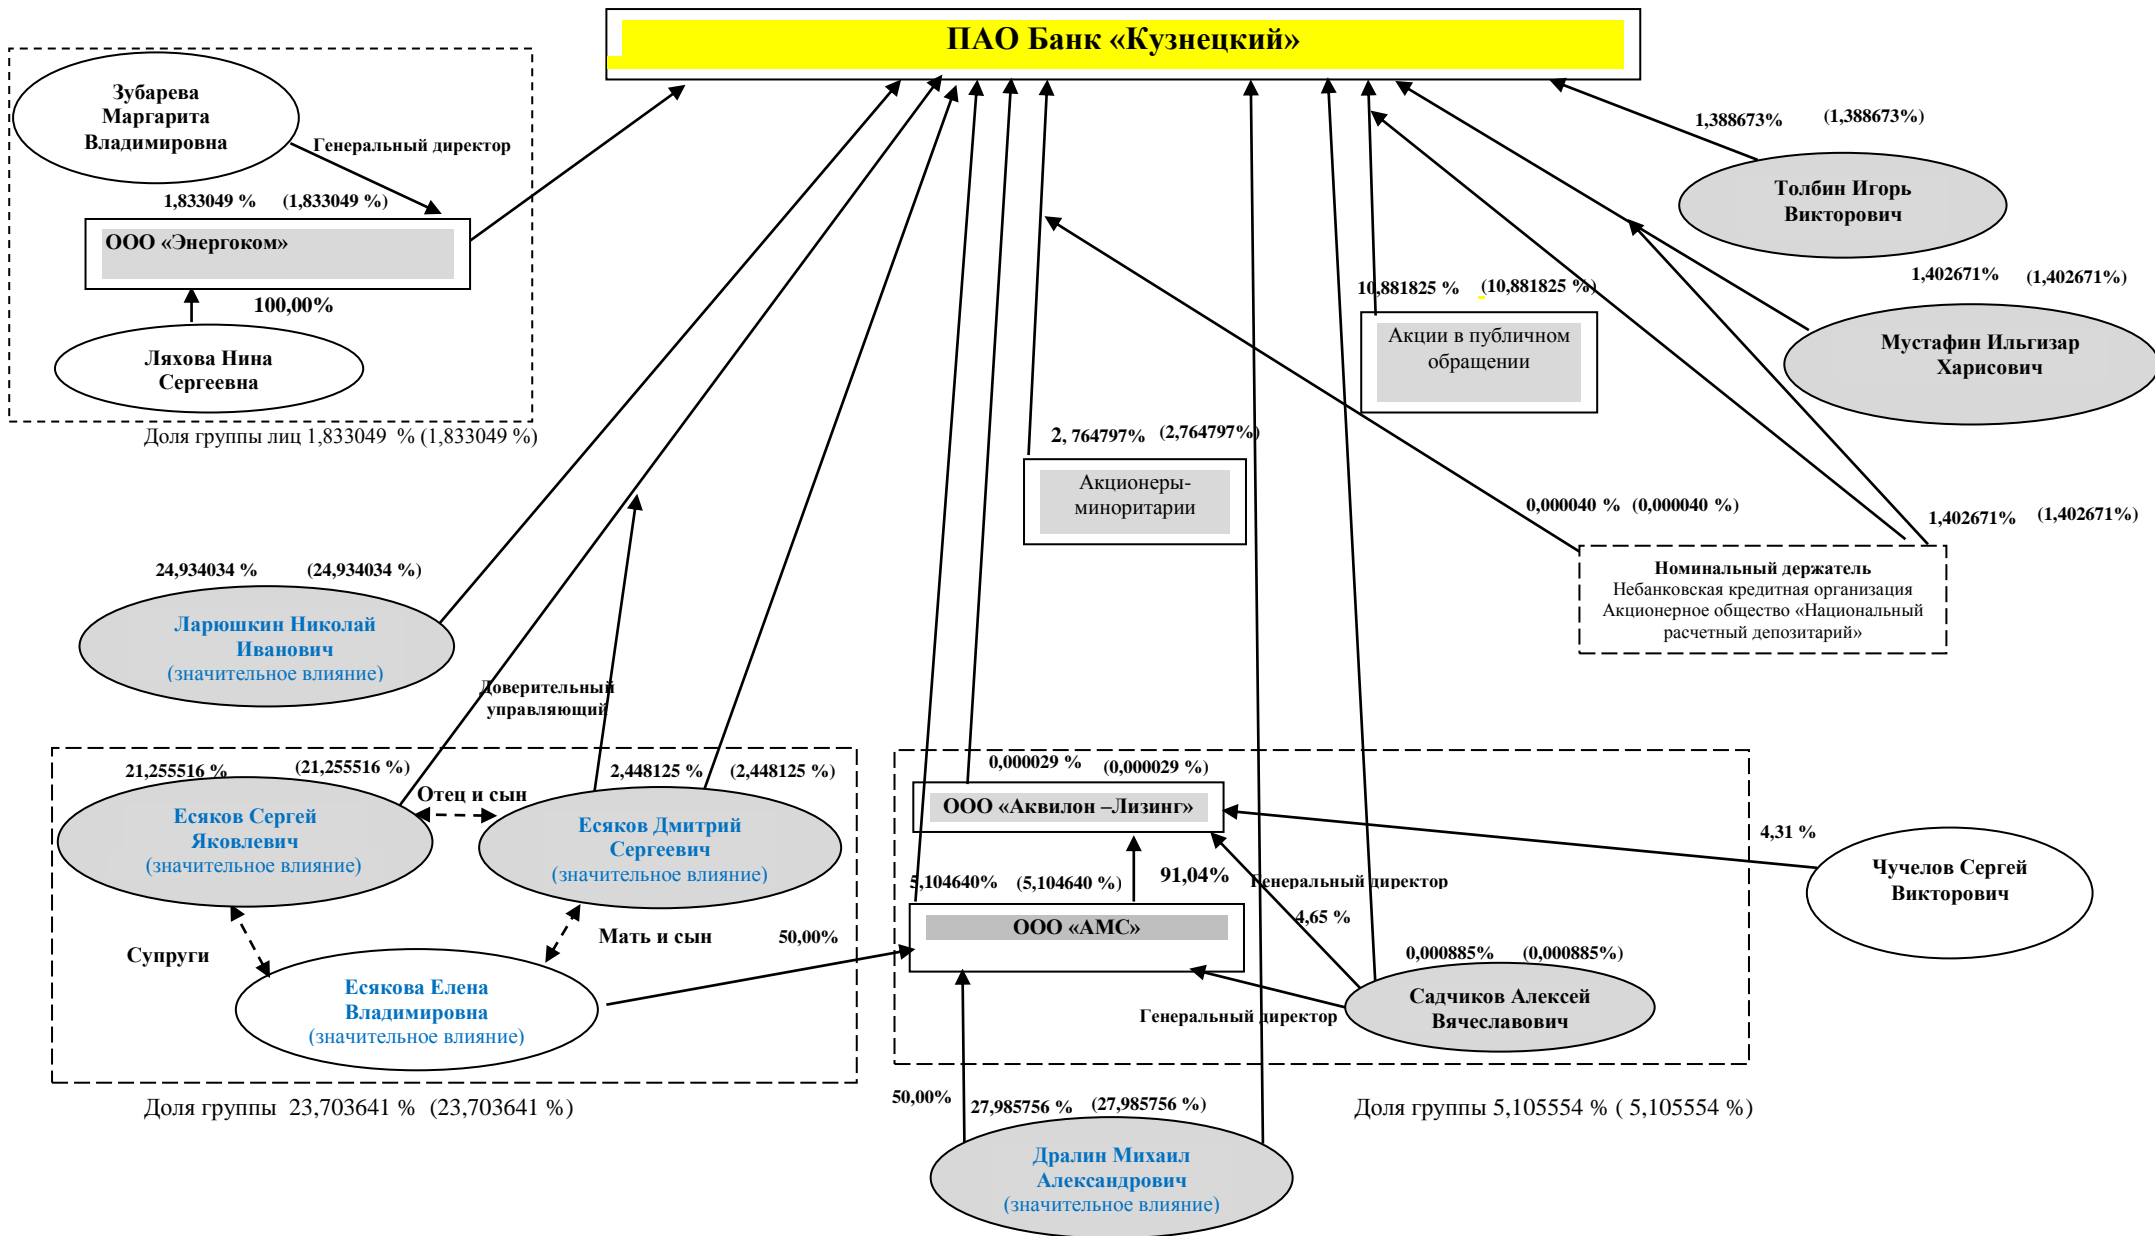 ПАО Банк «Кузнецкий»
Зубарева
Маргарита
Владимировна
Генеральный директор
1,833049 % (1,833049 %)
ООО «Энергоком»
100,00%
Ляхова Нина
Сергеевна
Доля группы лиц 1,833049 % (1,833049 %)
1,388673% (1,388673%)
Толбин Игорь
Викторович
1,402671% (1,402671%)
Мустафин Ильгизар
Харисович
10,881825 % (10,881825 %)
Акции в публичном
обращении
2, 764797% (2,764797%)
Акционеры-
миноритарии
0,000040 % (0,000040 %)
1,402671% (1,402671%)
Номинальный держатель
Небанковская кредитная организация
Акционерное общество «Национальный
расчетный депозитарий»
24,934034 % (24,934034 %)
Ларюшкин Николай
Иванович
(значительное влияние)
Доверительный
управляющий
21,255516 % (21,255516 %)
Есяков Сергей
Яковлевич
(значительное влияние)
Отец и сын
2,448125 % (2,448125 %)
Есяков Дмитрий
Сергеевич
(значительное влияние)
Супруги
Мать и сын
50,00%
Есякова Елена
Владимировна
(значительное влияние)
Доля группы 23,703641 % (23,703641 %)
0,000029 % (0,000029 %)
ООО «Аквилон –Лизинг»
5,104640% (5,104640 %)
91,04%
Генеральный директор
4,65 %
ООО «АМС»
0,000885% (0,000885%)
Садчиков Алексей
Вячеславович
Генеральный директор
4,31 %
Чучелов Сергей
Викторович
Доля группы 5,105554 % ( 5,105554 %)
50,00%
27,985756 % (27,985756 %)
Дралин Михаил
Александрович
(значительное влияние)